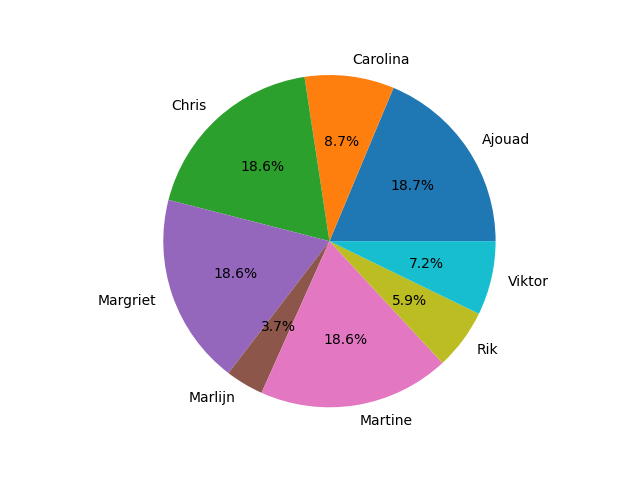 Carolina
Chris
Ajouad
8.7%
18.6%
18.7%
7.2%
Viktor
18.6%
Margriet
5.9%
3.7%
18.6%
Rik
Marlijn
Martine